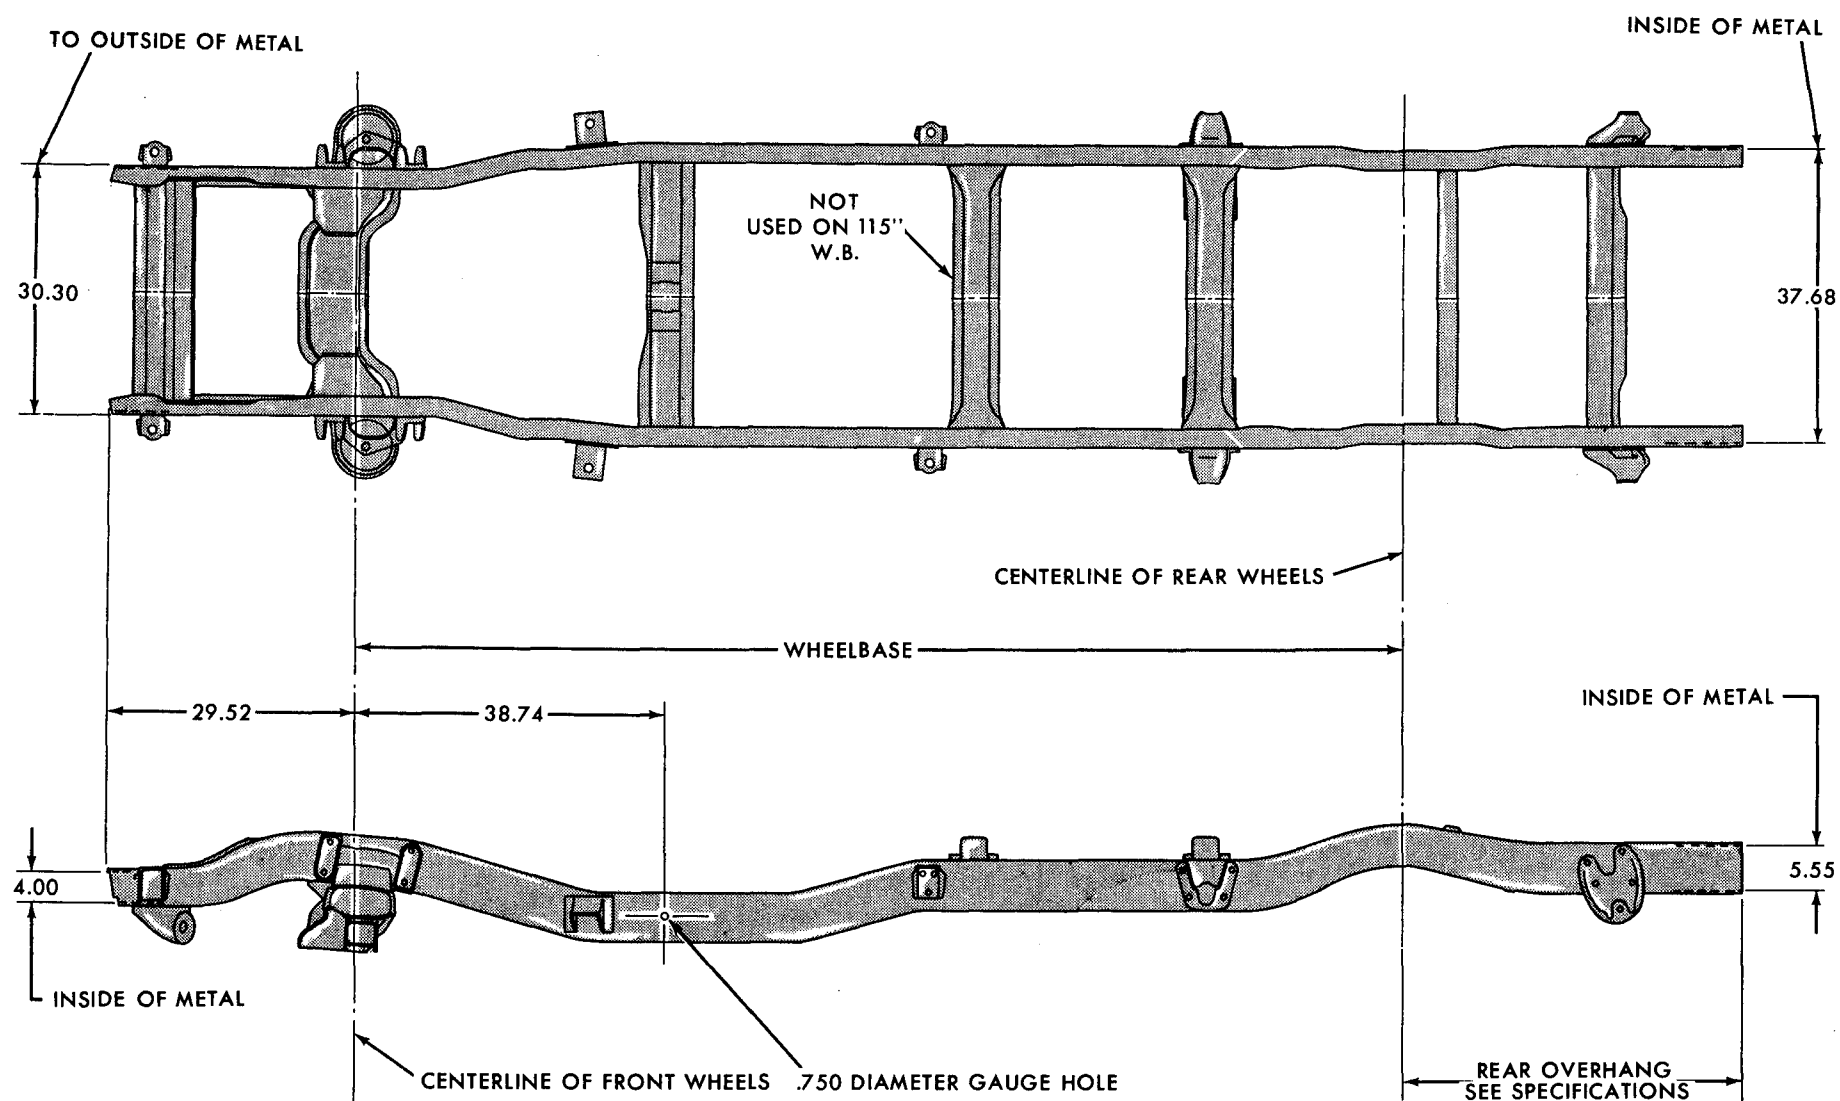 TO OUTSIDE OF METAL
INSIDE OF METAL
NOT
USED ON 115"
W.B.
30.30
37.68
CENTERLINE OF REAR WHEELS
WHEELBASE
INSIDE OF METAL
29.52
38.74
4.00
5.55
INSIDE OF METAL
CENTERLINE OF FRONT WHEELS
.750 DIAMETER GAUGE HOLE
REAR OVERHANG
SEE SPECIFICATIONS